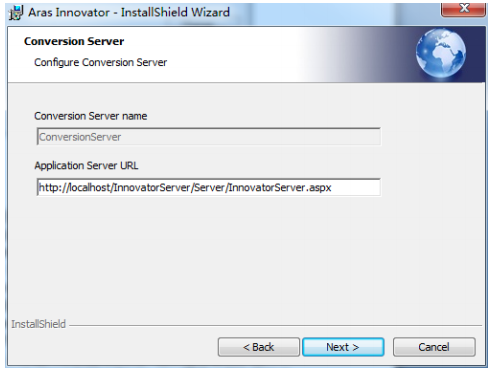 Aras Innovator - InstallShield Wizard
Conversion Server
Configure Conversion Server
Conversion Server name
ConversionServer
Application Server URL
http://localhost/InnovatorServer/Server/InnovatorServer.aspx
InstallShield
< Back Next > Cancel